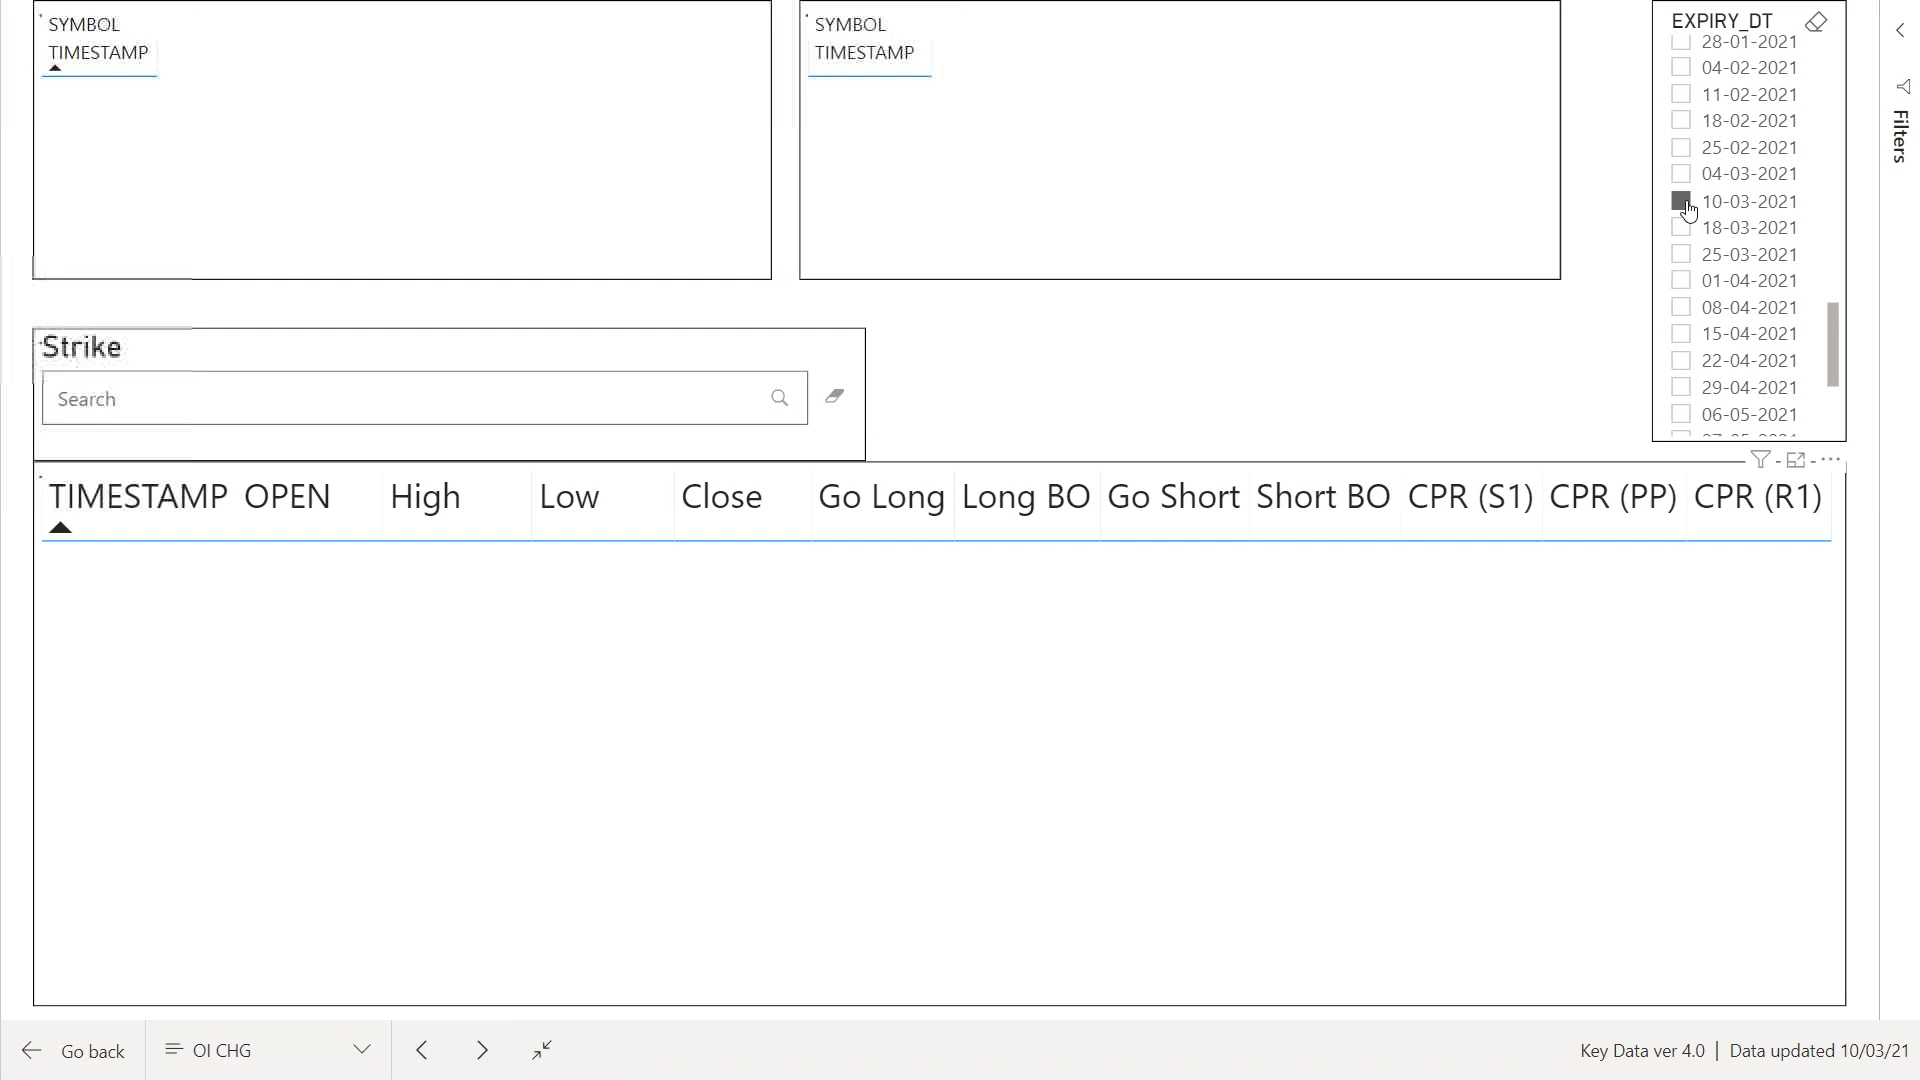 SYMBOL
TIMESTAMP
SYMBOL
TIMESTAMP
EXPIRY_DT
28-01-2021
04-02-2021
11-02-2021
18-02-2021
25-02-2021
04-03-2021
10-03-2021
18-03-2021
25-03-2021
01-04-2021
08-04-2021
15-04-2021
22-04-2021
29-04-2021
06-05-2021
Filters
Strike
Search
TIMESTAMP OPEN High Low Close Go Long Long BO Go Short Short BO CPR (S1) CPR (PP) CPR (R1)
Go back OI CHG Key Data ver 4.0 | Data updated 10/03/21